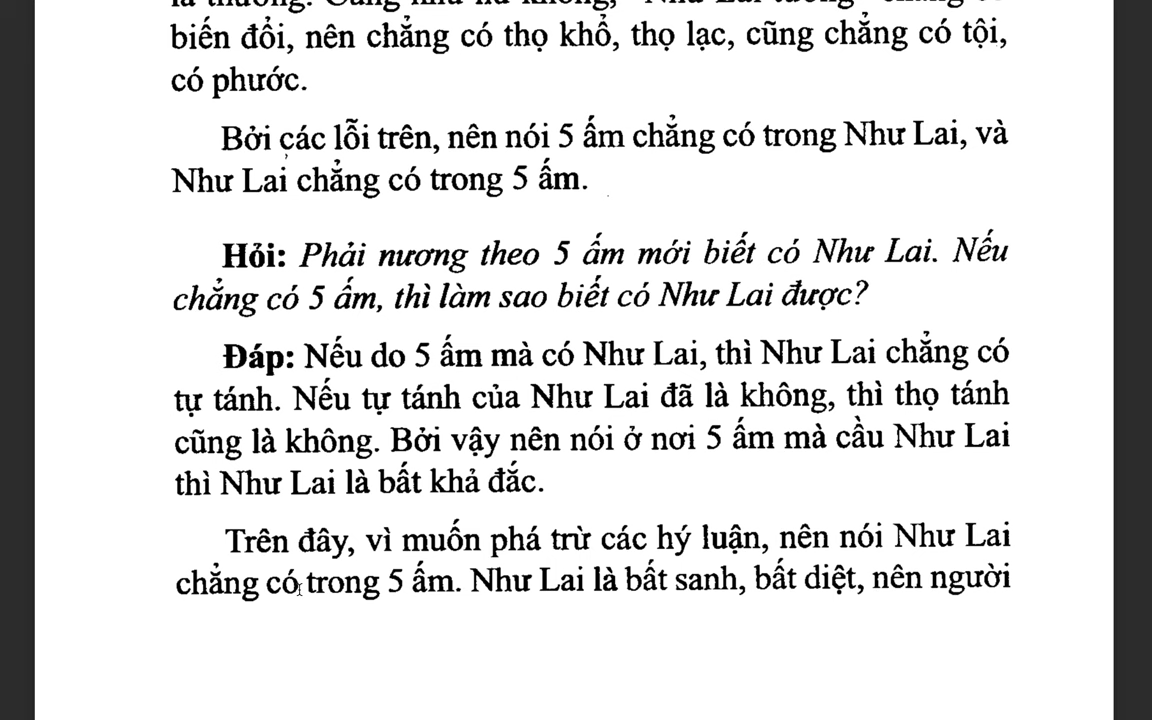 biến đổi, nên chẳng có thọ khổ, thọ lạc, cũng chẳng có tội,
có phước.
Bởi các lỗi trên, nên nói 5 ấm chẳng có trong Như Lai, và
Như Lai chẳng có trong 5 ấm.
Hỏi: Phải nương theo 5 ấm mới biết có Như Lai. Nếu
chẳng có 5 ấm, thì làm sao biết có Như Lai được?
Đáp: Nếu do 5 ấm mà có Như Lai, thì Như Lai chẳng có
tự tánh. Nếu tự tánh của Như Lai đã là không, thì thọ tánh
cũng là không. Bởi vậy nên nói ở nơi 5 ấm mà cầu Như Lai
thì Như Lai là bất khả đắc.
Trên đây, vì muốn phá trừ các hý luận, nên nói Như Lai
chẳng có trong 5 ấm. Như Lai là bất sanh, bất diệt, nên người